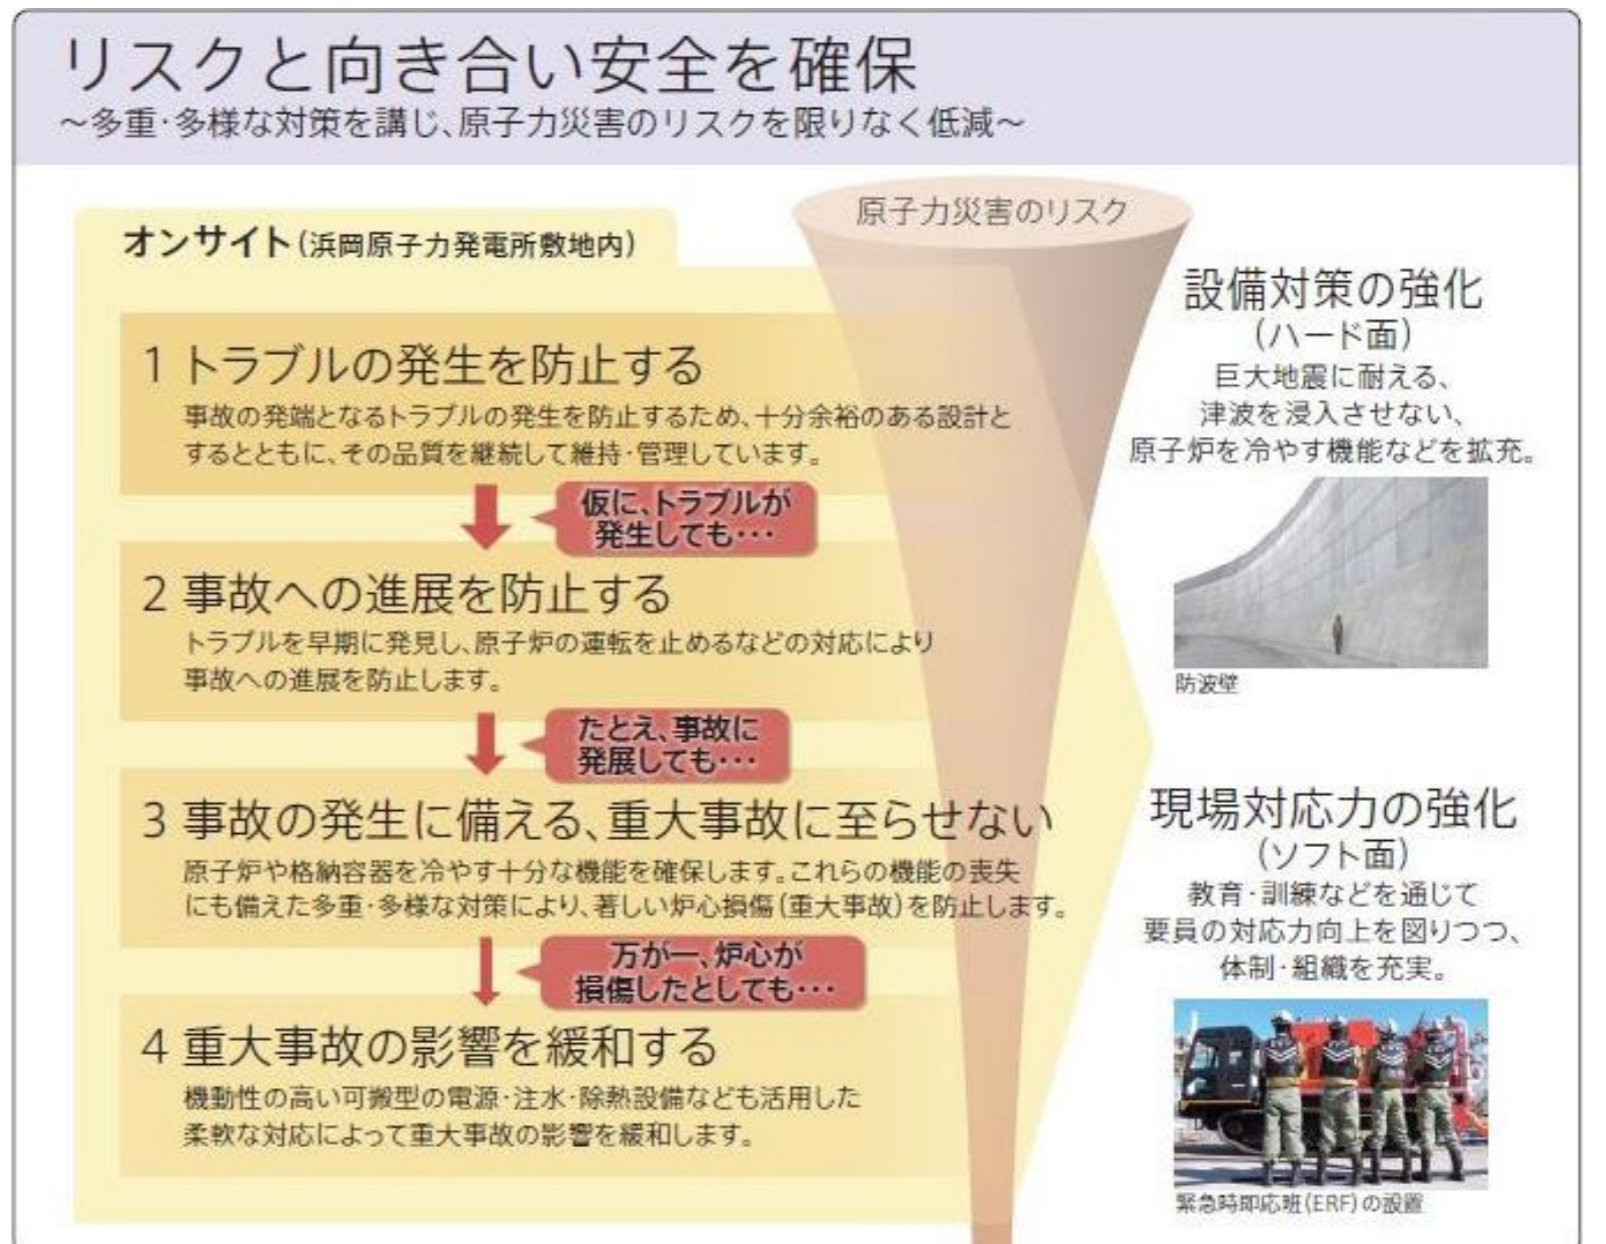 リスクと向き合い安全を確保
～多重・多様な対策を講じ、原子力災害のリスクを限りなく低減～
原子力災害のリスク
オンサイト（浜岡原子力発電所敷地内）
1 トラブルの発生を防止する
事故の発端となるトラブルの発生を防止するため、十分余裕のある設計と
するとともに、その品質を継続して維持・管理しています。
仮に、トラブルが
発生しても・・・
2 事故への進展を防止する
トラブルを早期に発見し、原子炉の運転を止めるなどの対応により
事故への進展を防止します。
たとえ、事故に
発展しても・・・
3 事故の発生に備える、重大事故に至らせない
原子炉や格納容器を冷やす十分な機能を確保します。これらの機能の喪失
にも備えた多重・多様な対策により、著しい炉心損傷（重大事故）を防止します。
万が一、炉心が
損傷したとしても・・・
4 重大事故の影響を緩和する
機動性の高い可搬型の電源・注水・除熱設備なども活用した
柔軟な対応によって重大事故の影響を緩和します。
設備対策の強化
（ハード面）
巨大地震に耐える、
津波を浸入させない、
原子炉を冷やす機能などを拡充。
防波壁
現場対応力の強化
（ソフト面）
教育・訓練などを通じて
要員の対応力向上を図りつつ、
体制・組織を充実。
緊急時即応班（ERF）の設置